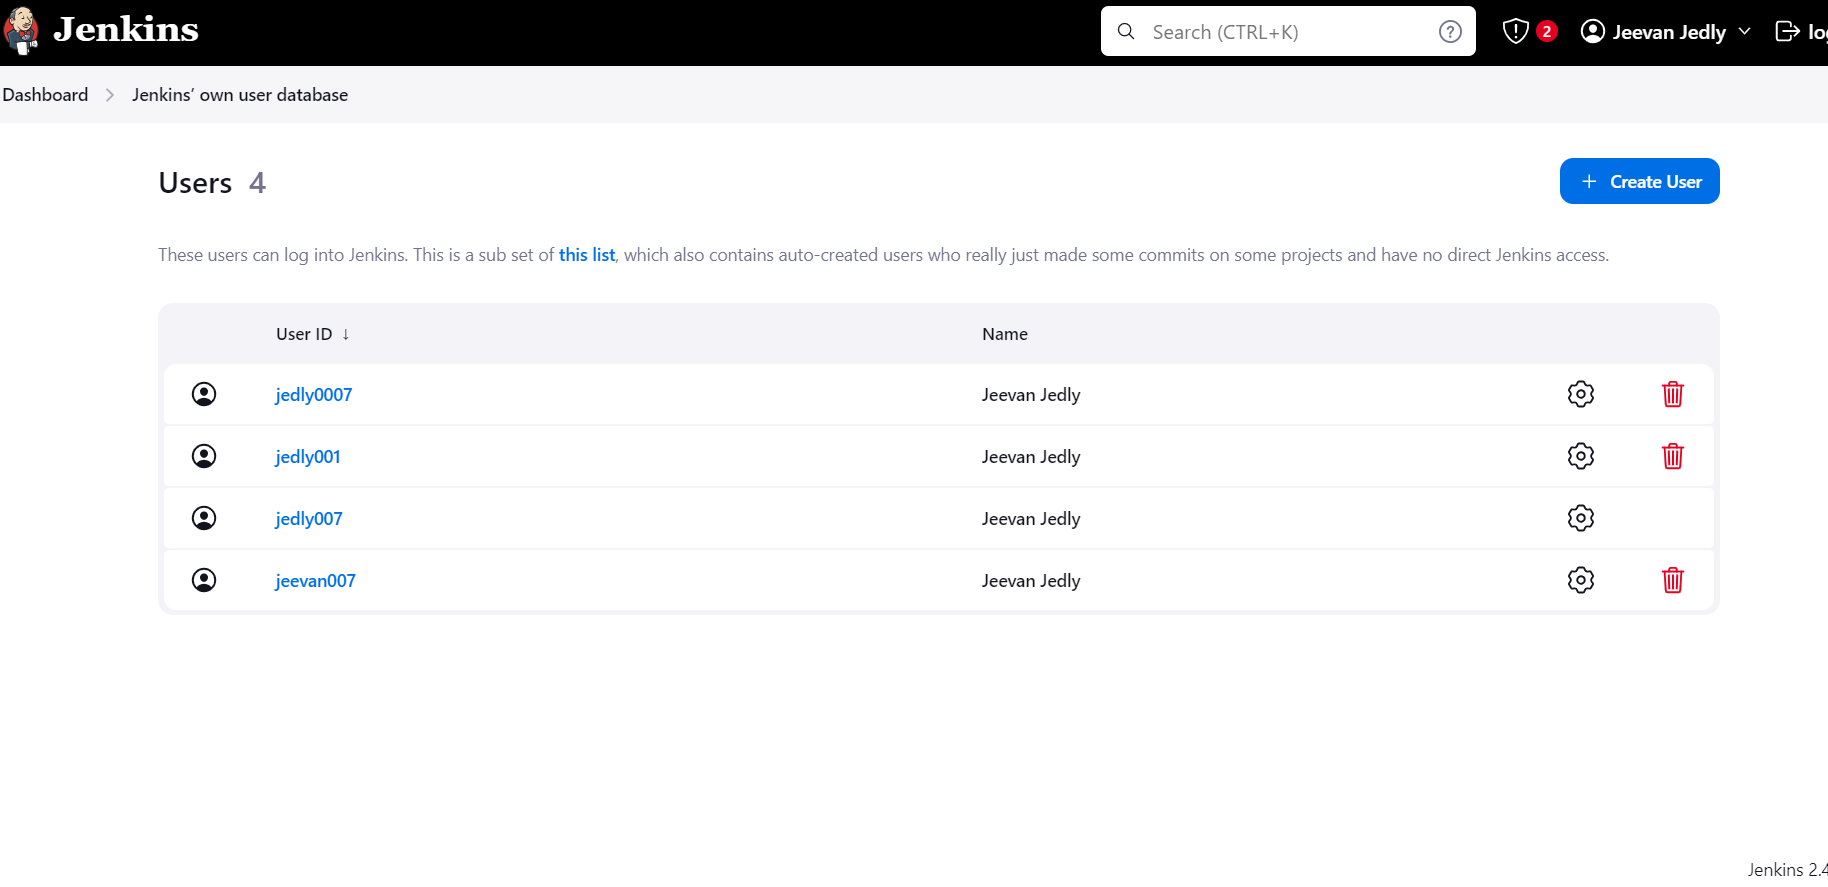 Jenkins
Search (CTRL+K)
2
Jeevan Jedly
Dashboard
Jenkins' own user database
Users 4
+ Create User
These users can log into Jenkins. This is a sub set of this list, which also contains auto-created users who really just made some commits on some projects and have no direct Jenkins access.
User ID ↓ Name
jedly0007 Jeevan Jedly
jedly001 Jeevan Jedly
jedly007 Jeevan Jedly
jeevan007 Jeevan Jedly
Jenkins 2.4